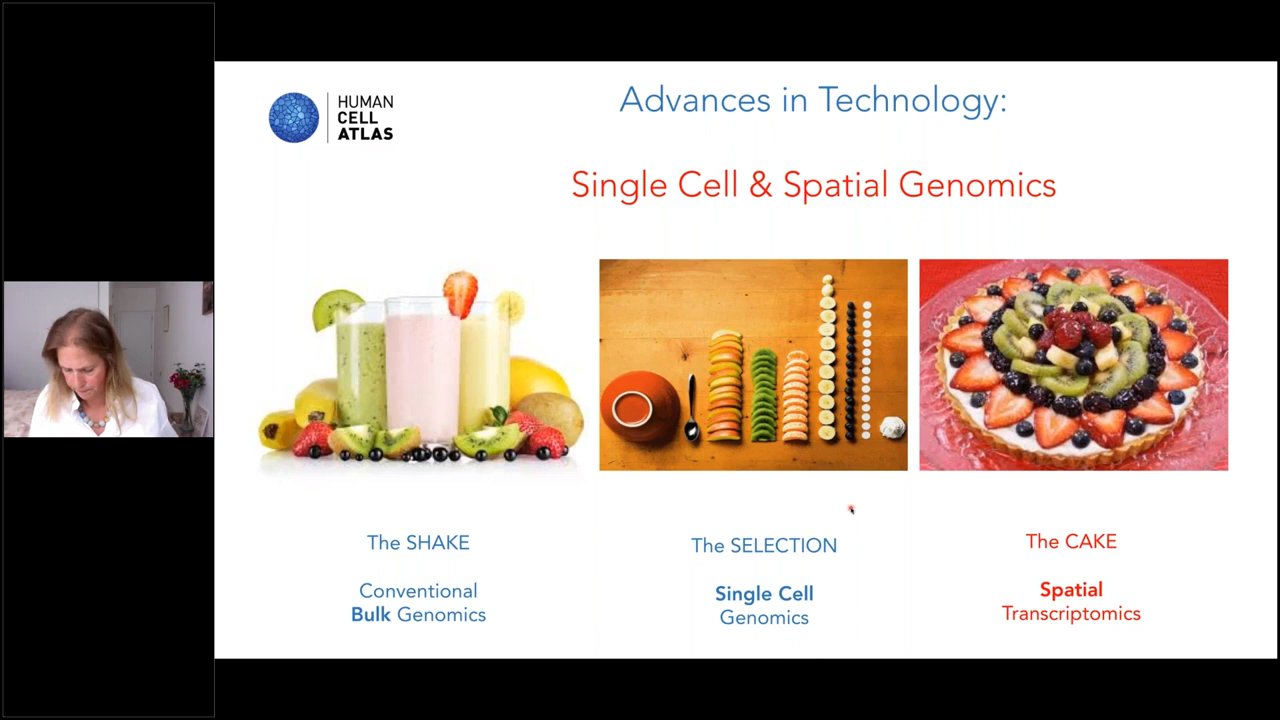 HUMAN
CELL
ATLAS
Advances in Technology:
Single Cell & Spatial Genomics
The SHAKE
Conventional
Bulk Genomics
The SELECTION
Single Cell
Genomics
The CAKE
Spatial
Transcriptomics